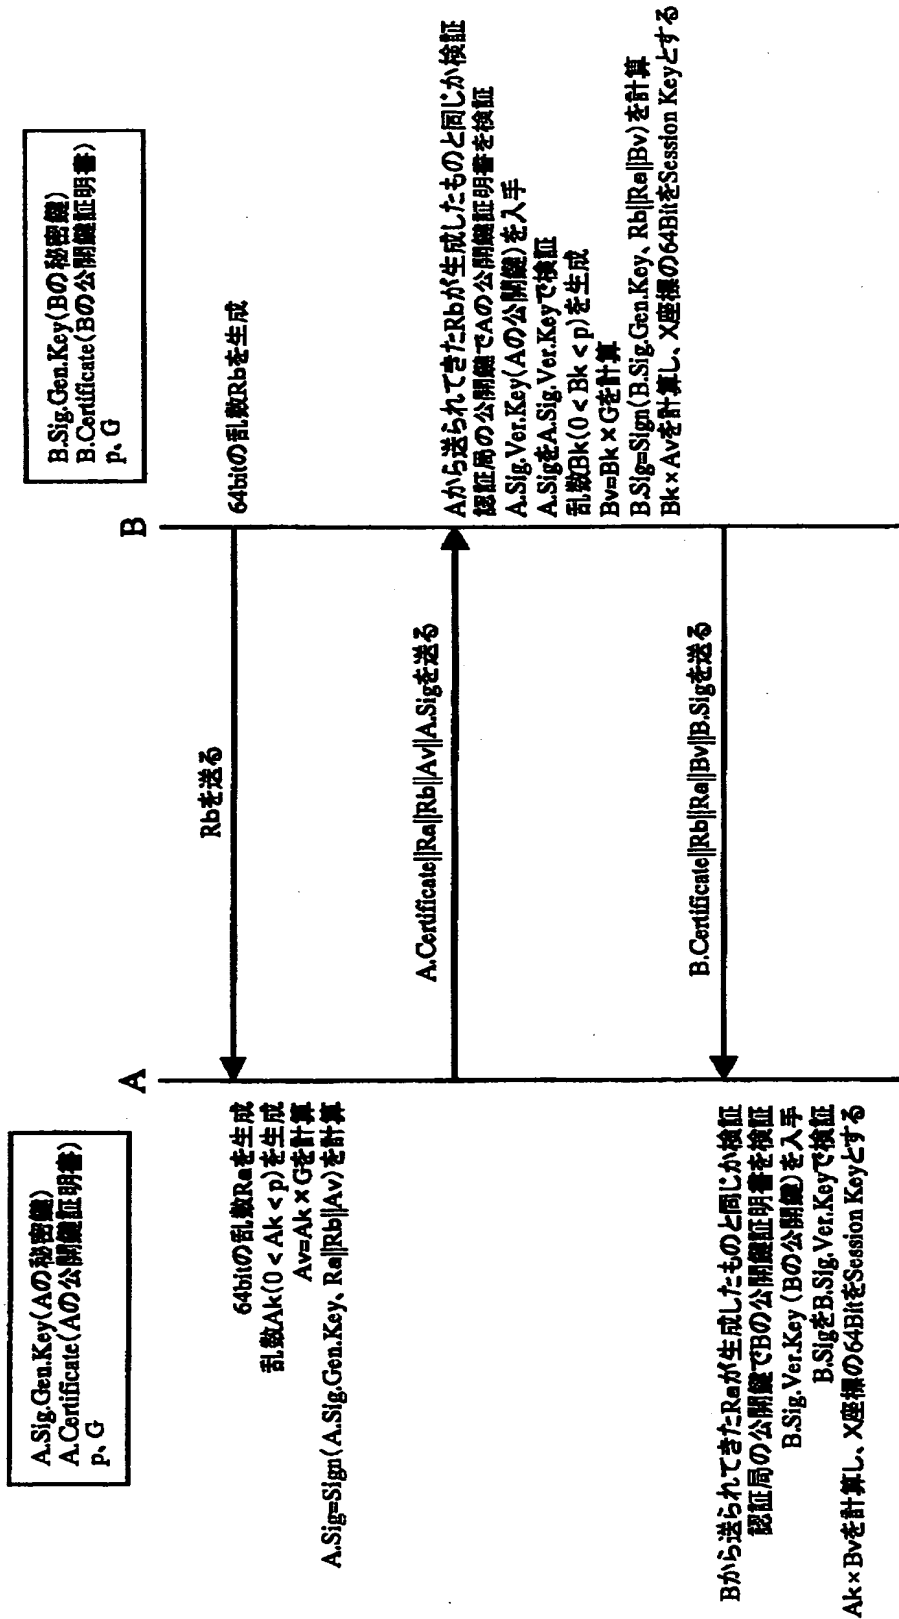 A.Sig.Gen.Key(Aの秘密鍵)
A.Certificate(Aの公開鍵証明書)
p、G
B.Sig.Gen.Key(Bの秘密鍵)
B.Certificate(Bの公開鍵証明書)
p、G
A
B
64bitの乱数Rbを生成
Rbを送る
64bitの乱数Raを生成
乱数Ak(0<Ak<p)を生成
Av=Ak×Gを計算
A.Sig=Sign(A.Sig.Gen.Key、Ra||Rb||Av)を計算
A.Certificate||Ra||Rb||Av||A.Sigを送る
Aから送られてきたRbが生成したものと同じか検証
認証局の公開鍵でAの公開鍵証明書を検証
A.Sig.Ver.Key(Aの公開鍵)を入手
A.SigをA.Sig.Ver.Keyで検証
乱数Bk(0<Bk<p)を生成
Bv=Bk×Gを計算
B.Sig=Sign(B.Sig.Gen.Key、Rb||Ra||Bv)を計算
Bk×Avを計算し、X座標の64BitをSession Keyとする
B.Certificate||Rb||Ra||Bv||B.Sigを送る
Bから送られてきたRaが生成したものと同じか検証
認証局の公開鍵でBの公開鍵証明書を検証
B.Sig.Ver.Key (Bの公開鍵)を入手
B.SigをB.Sig.Ver.Keyで検証
Ak×Bvを計算し、X座標の64BitをSession Keyとする